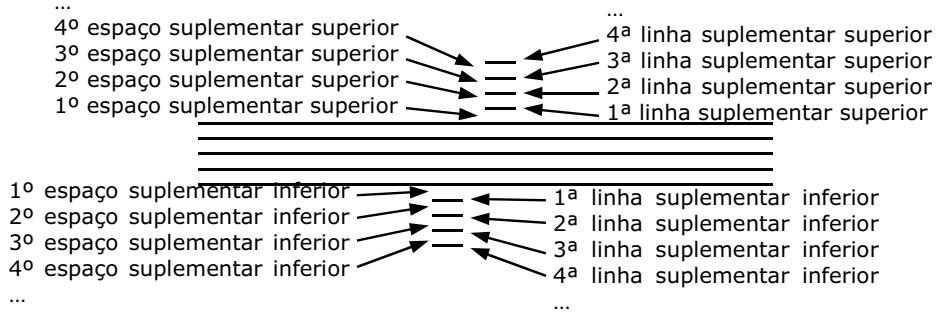 ...
4º espaço suplementar superior
3º espaço suplementar superior
2º espaço suplementar superior
1º espaço suplementar superior
...
4ª linha suplementar superior
3ª linha suplementar superior
2ª linha suplementar superior
1ª linha suplementar superior
1º espaço suplementar inferior
2º espaço suplementar inferior
3º espaço suplementar inferior
4º espaço suplementar inferior
...
1ª linha suplementar inferior
2ª linha suplementar inferior
3ª linha suplementar inferior
4ª linha suplementar inferior
...